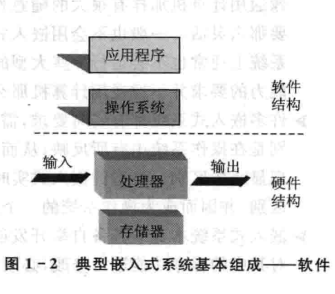 应用程序
操作系统
软件
结构
输入
处理器
输出
硬件
结构
存储器
图 1-2 典型嵌入式系统基本组成——软件